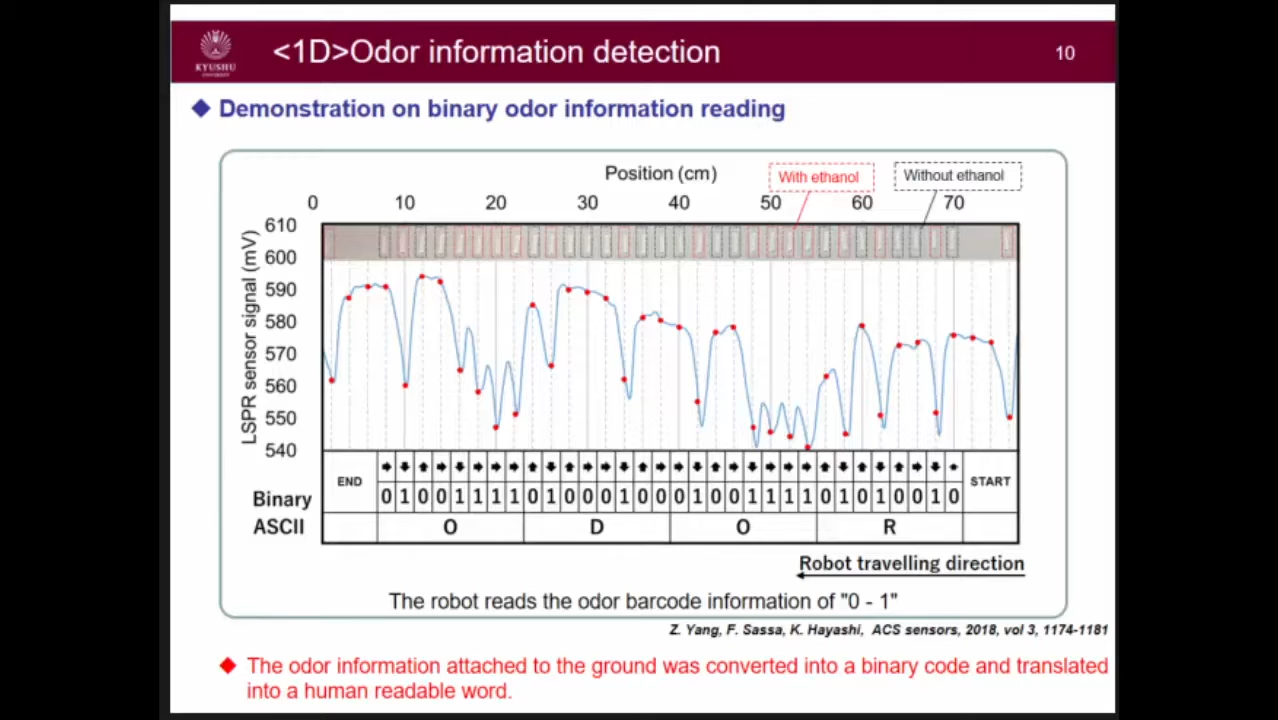 KYUSHU
UNIVERSITY
<1D>Odor information detection
10
Demonstration on binary odor information reading
Position (cm)
With ethanol
Without ethanol
0 10 20 30 40 50 60 70
LSPR sensor signal (mV)
610
600
590
580
570
560
550
540
END
START
Binary
0 1 0 0 1 1 1 1 0 1 0 0 0 1 0 0 0 1 0 0 1 1 1 1 0 1 0 1 0 0 1 0
ASCII
O D O R
Robot travelling direction
The robot reads the odor barcode information of "0 - 1"
Z. Yang, F. Sassa, K. Hayashi, ACS sensors, 2018, vol 3, 1174-1181
The odor information attached to the ground was converted into a binary code and translated
into a human readable word.